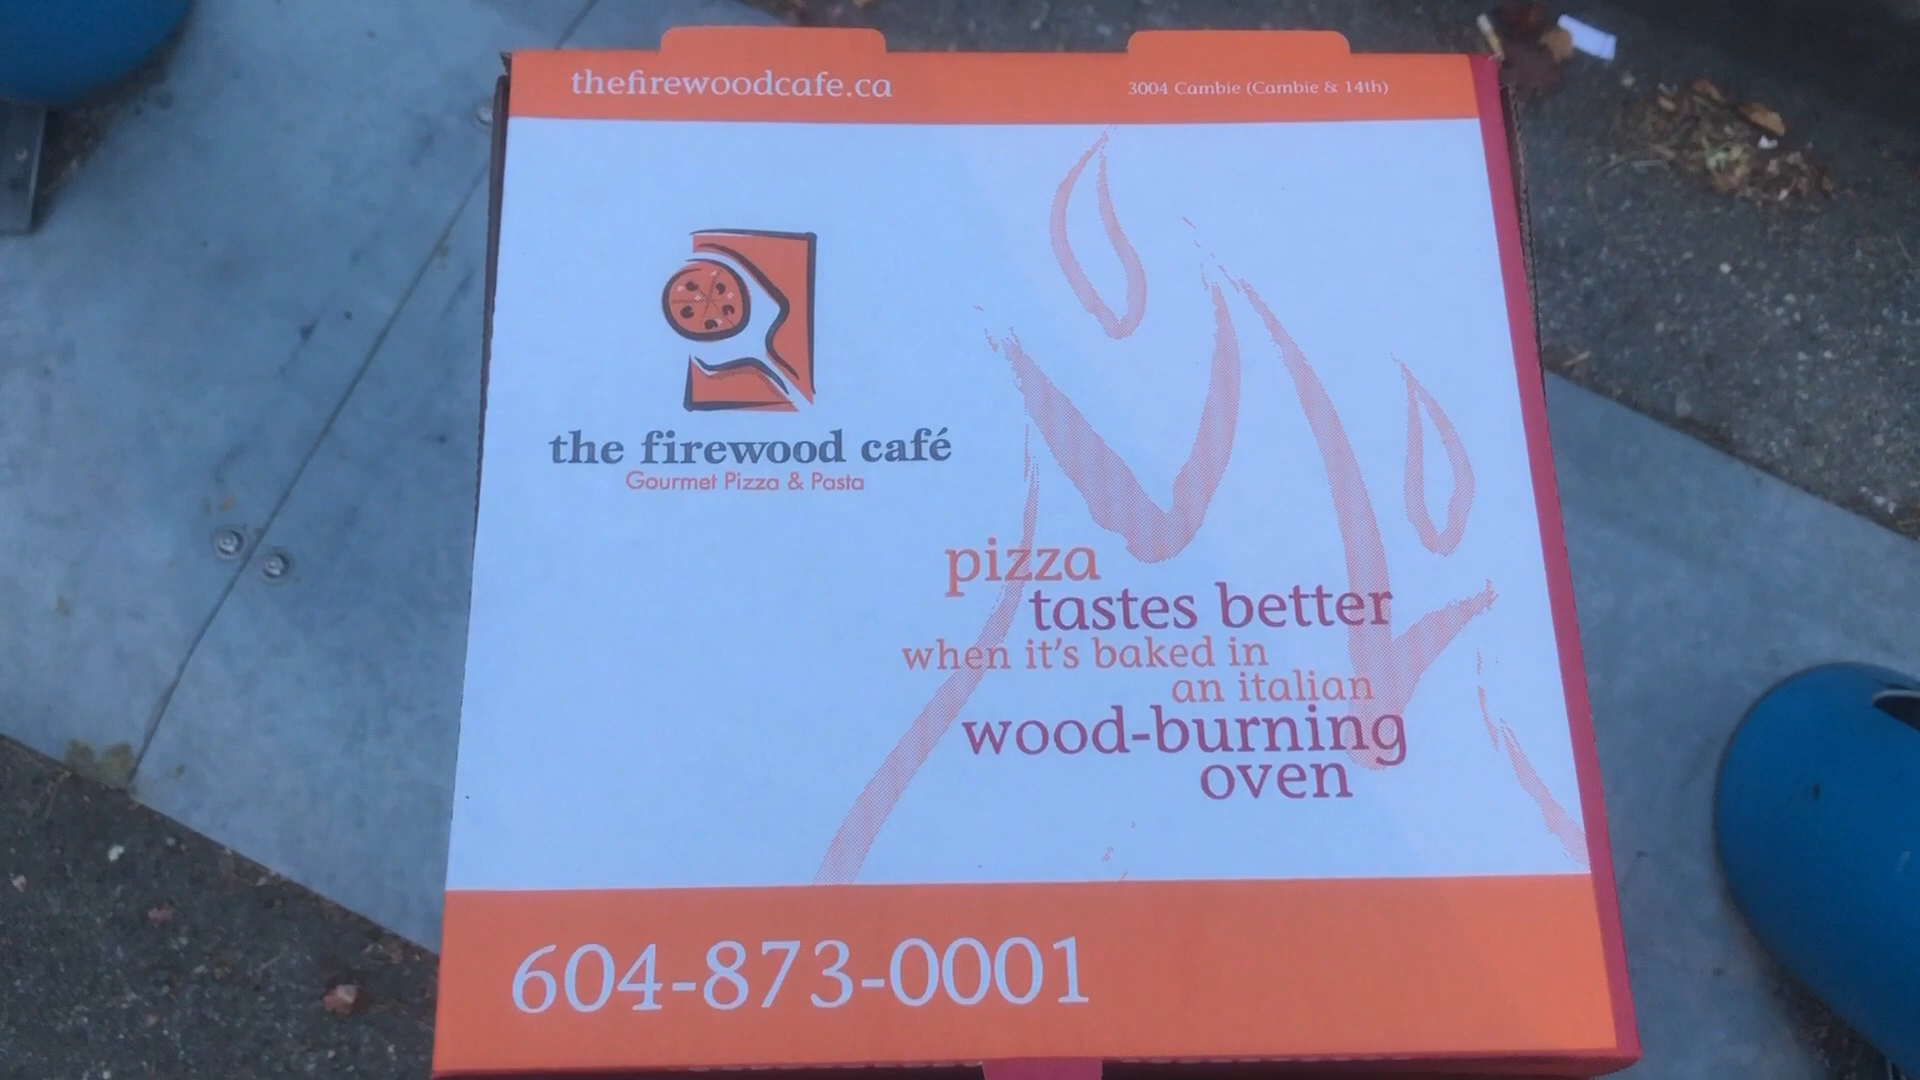 thefirewoodcafe.ca
3004 Cambie (Cambie & 14th)
the firewood café
Gourmet Pizza & Pasta
pizza
tastes better
when it's baked in
an italian
wood-burning
oven
604-873-0001